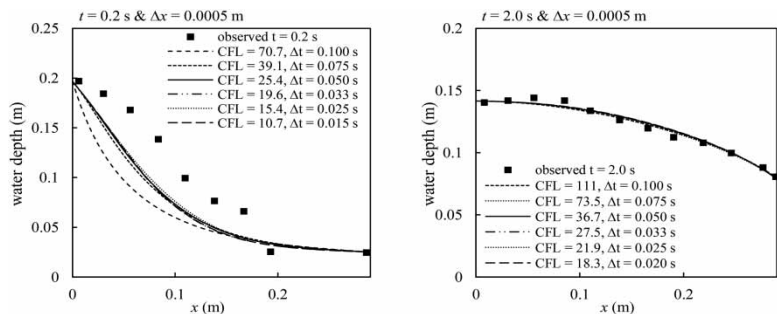 t = 0.2 s & Δx = 0.0005 m
observed t = 0.2 s
CFL = 70.7, Δt = 0.100 s
CFL = 39.1, Δt = 0.075 s
CFL = 25.4, Δt = 0.050 s
CFL = 19.6, Δt = 0.033 s
CFL = 15.4, Δt = 0.025 s
CFL = 10.7, Δt = 0.015 s
water depth (m)
0.25
0.2
0.15
0.1
0.05
0
0
0.1
0.2
x (m)
t = 2.0 s & Δx = 0.0005 m
observed t = 2.0 s
CFL = 111, Δt = 0.100 s
CFL = 73.5, Δt = 0.075 s
CFL = 36.7, Δt = 0.050 s
CFL = 27.5, Δt = 0.033 s
CFL = 21.9, Δt = 0.025 s
CFL = 18.3, Δt = 0.020 s
water depth (m)
0.2
0.15
0.1
0.05
0
0
0.1
0.2
x (m)